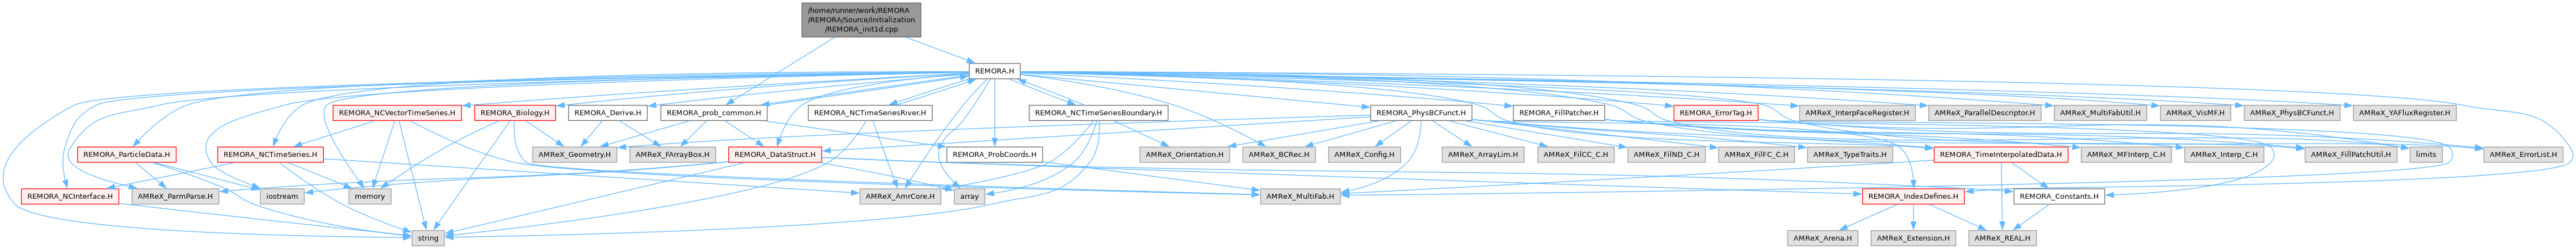 /home/runner/work/REMORA
/REMORA/Source/Initialization
/REMORA_init1d.cpp
REMORA.H
REMORA_NCVectorTimeSeries.H
REMORA_Biology.H
REMORA_Derive.H
REMORA_prob_common.H
REMORA_NCTimeSeriesRiver.H
REMORA_NCTimeSeriesBoundary.H
REMORA_PhysBCFunct.H
REMORA_FillPatcher.H
REMORA_ErrorTag.H
AMReX_InterpFaceRegister.H
AMReX_ParallelDescriptor.H
AMReX_MultiFabUtil.H
AMReX_VisMF.H
AMReX_PhysBCFunct.H
AMReX_YAFluxRegister.H
REMORA_ParticleData.H
REMORA_NCTimeSeries.H
AMReX_Geometry.H
AMReX_FArrayBox.H
REMORA_DataStruct.H
REMORA_ProbCoords.H
AMReX_Orientation.H
AMReX_BCRec.H
AMReX_Config.H
AMReX_ArrayLim.H
AMReX_FilCC_C.H
AMReX_FilND_C.H
AMReX_FilFC_C.H
AMReX_TypeTraits.H
REMORA_TimeInterpolatedData.H
AMReX_MFInterp_C.H
AMReX_Interp_C.H
AMReX_FillPatchUtil.H
limits
AMReX_ErrorList.H
REMORA_NCInterface.H
AMReX_ParmParse.H
iostream
memory
AMReX_AmrCore.H
array
AMReX_MultiFab.H
REMORA_IndexDefines.H
REMORA_Constants.H
string
AMReX_Arena.H
AMReX_Extension.H
AMReX_REAL.H